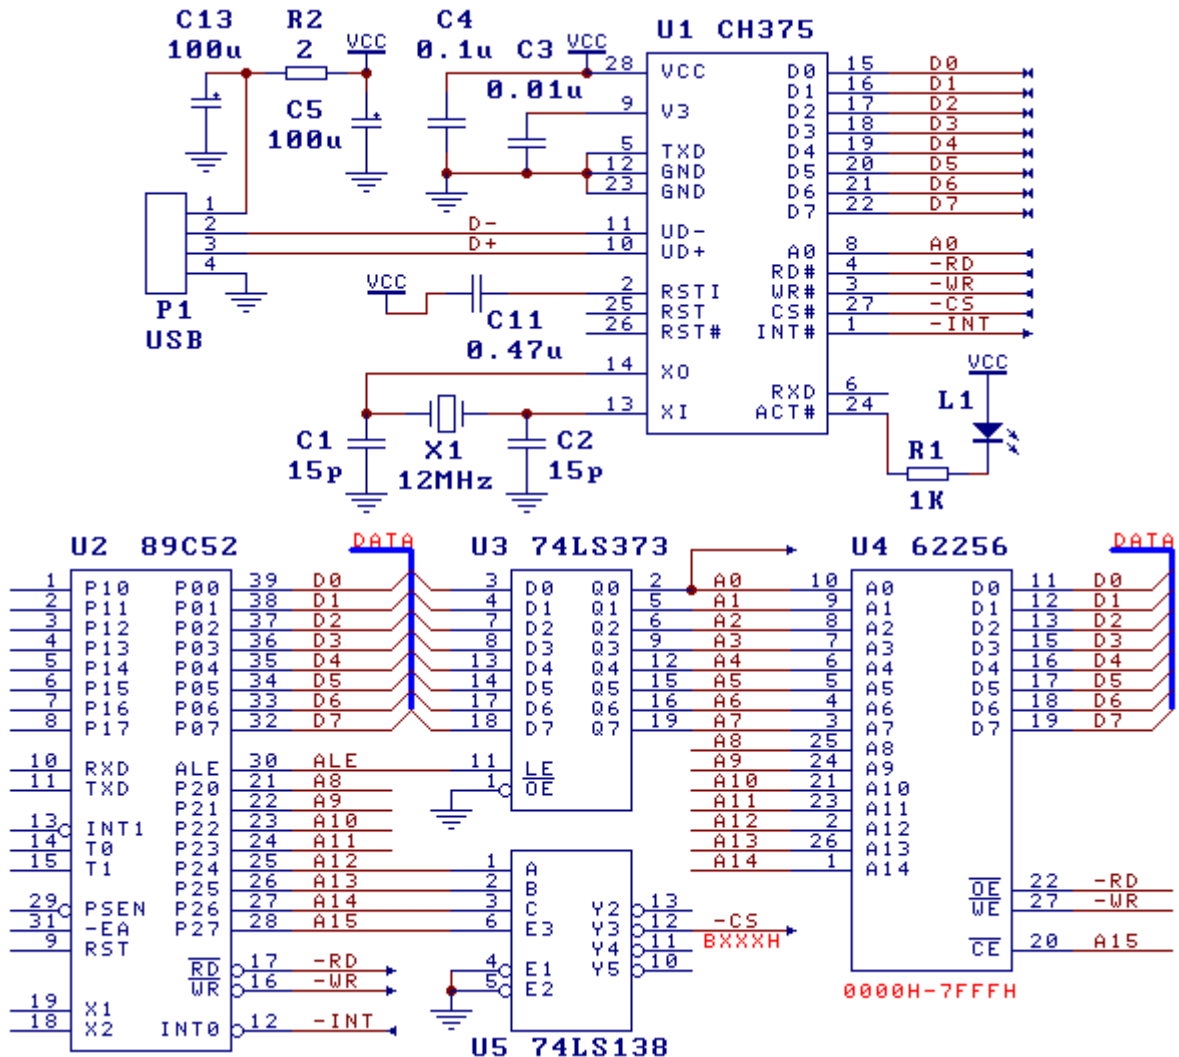 C13 R2 C4 U1 CH375
100u 2 VCC 0.1u C3 VCC
0.01u
C5
100u
28 VCC D0 15 D0
D1 16 D1
9 V3 D2 17 D2
D3 18 D3
5 TXD D4 19 D4
12 GND D5 20 D5
23 GND D6 21 D6
D7 22 D7
1
2 D- 11 UD-
3 D+ 10 UD+ A0 8 A0
4 RD# 4 -RD
P1
USB
VCC 2 RSTI WR# 3 -WR
C11 25 RST CS# 27 -CS
0.47u 26 RST# INT# 1 -INT
14 XO
RXD 6
13 XI ACT# 24
VCC
L1
C1 X1 C2 R1
15p 12MHz 15p 1K
U2 89C52 DATA U3 74LS373 U4 62256 DATA
1 P10 P00 39 D0 3 D0 Q0 2 A0 10 A0 D0 11 D0
2 P11 P01 38 D1 4 D1 Q1 5 A1 9 A1 D1 12 D1
3 P12 P02 37 D2 7 D2 Q2 6 A2 8 A2 D2 13 D2
4 P13 P03 36 D3 8 D3 Q3 9 A3 7 A3 D3 15 D3
5 P14 P04 35 D4 13 D4 Q4 12 A4 6 A4 D4 16 D4
6 P15 P05 34 D5 14 D5 Q5 15 A5 5 A5 D5 17 D5
7 P16 P06 33 D6 17 D6 Q6 16 A6 4 A6 D6 18 D6
8 P17 P07 32 D7 18 D7 Q7 19 A7 3 A7 D7 19 D7
A8 25 A8
10 RXD ALE 30 ALE 11 LE A9 24 A9
11 TXD P20 21 A8 1 OE A10 21 A10
P21 22 A9 A11 23 A11
13 INT1 P22 23 A10 A12 2 A12
14 T0 P23 24 A11 A13 26 A13
15 T1 P24 25 A12 1 A A14 1 A14
P25 26 A13 2 B OE 22 -RD
29 PSEN P26 27 A14 3 C Y2 13 WE 27 -WR
31 -EA P27 28 A15 6 E3 Y3 12 -CS
BXXXH
9 RST Y4 11 CE 20 A15
RD 17 -RD 4 E1 Y5 10
WR 16 -WR 5 E2 0000H-7FFFH
19 X1
18 X2 INT0 12 -INT
U5 74LS138